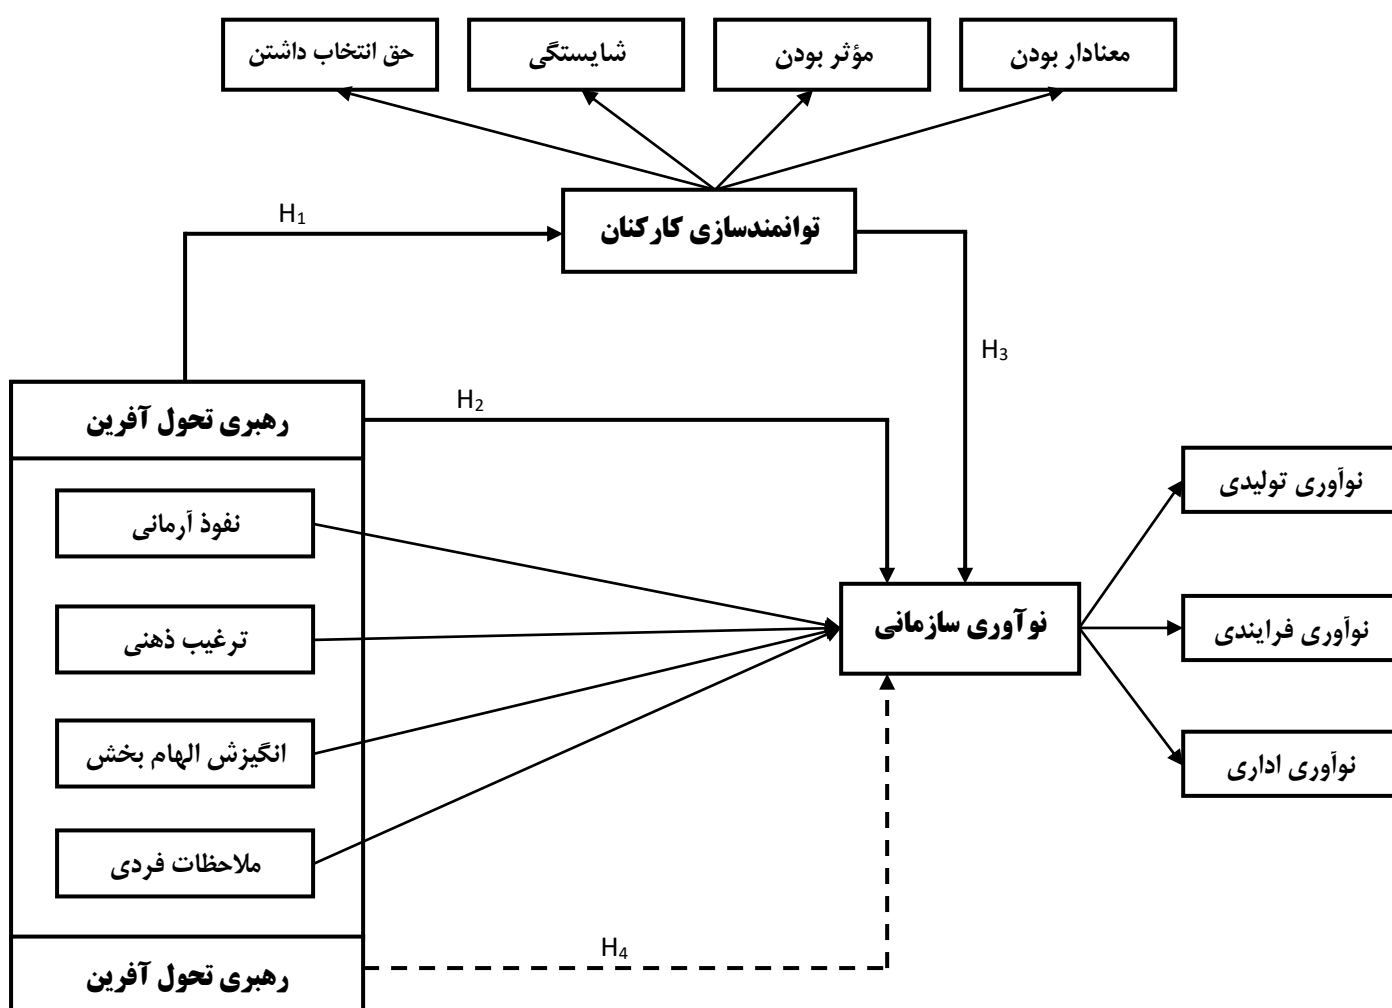 معنادار بودن
مؤثر بودن
شایستگی
حق انتخاب داشتن
توانمندسازی کارکنان
H₁
H₃
H₂
رهبری تحول آفرین
نفوذ آرمانی
ترغیب ذهنی
انگیزش الهام بخش
ملاحظات فردی
رهبری تحول آفرین
نوآوری سازمانی
نوآوری تولیدی
نوآوری فرایندی
نوآوری اداری
H₄